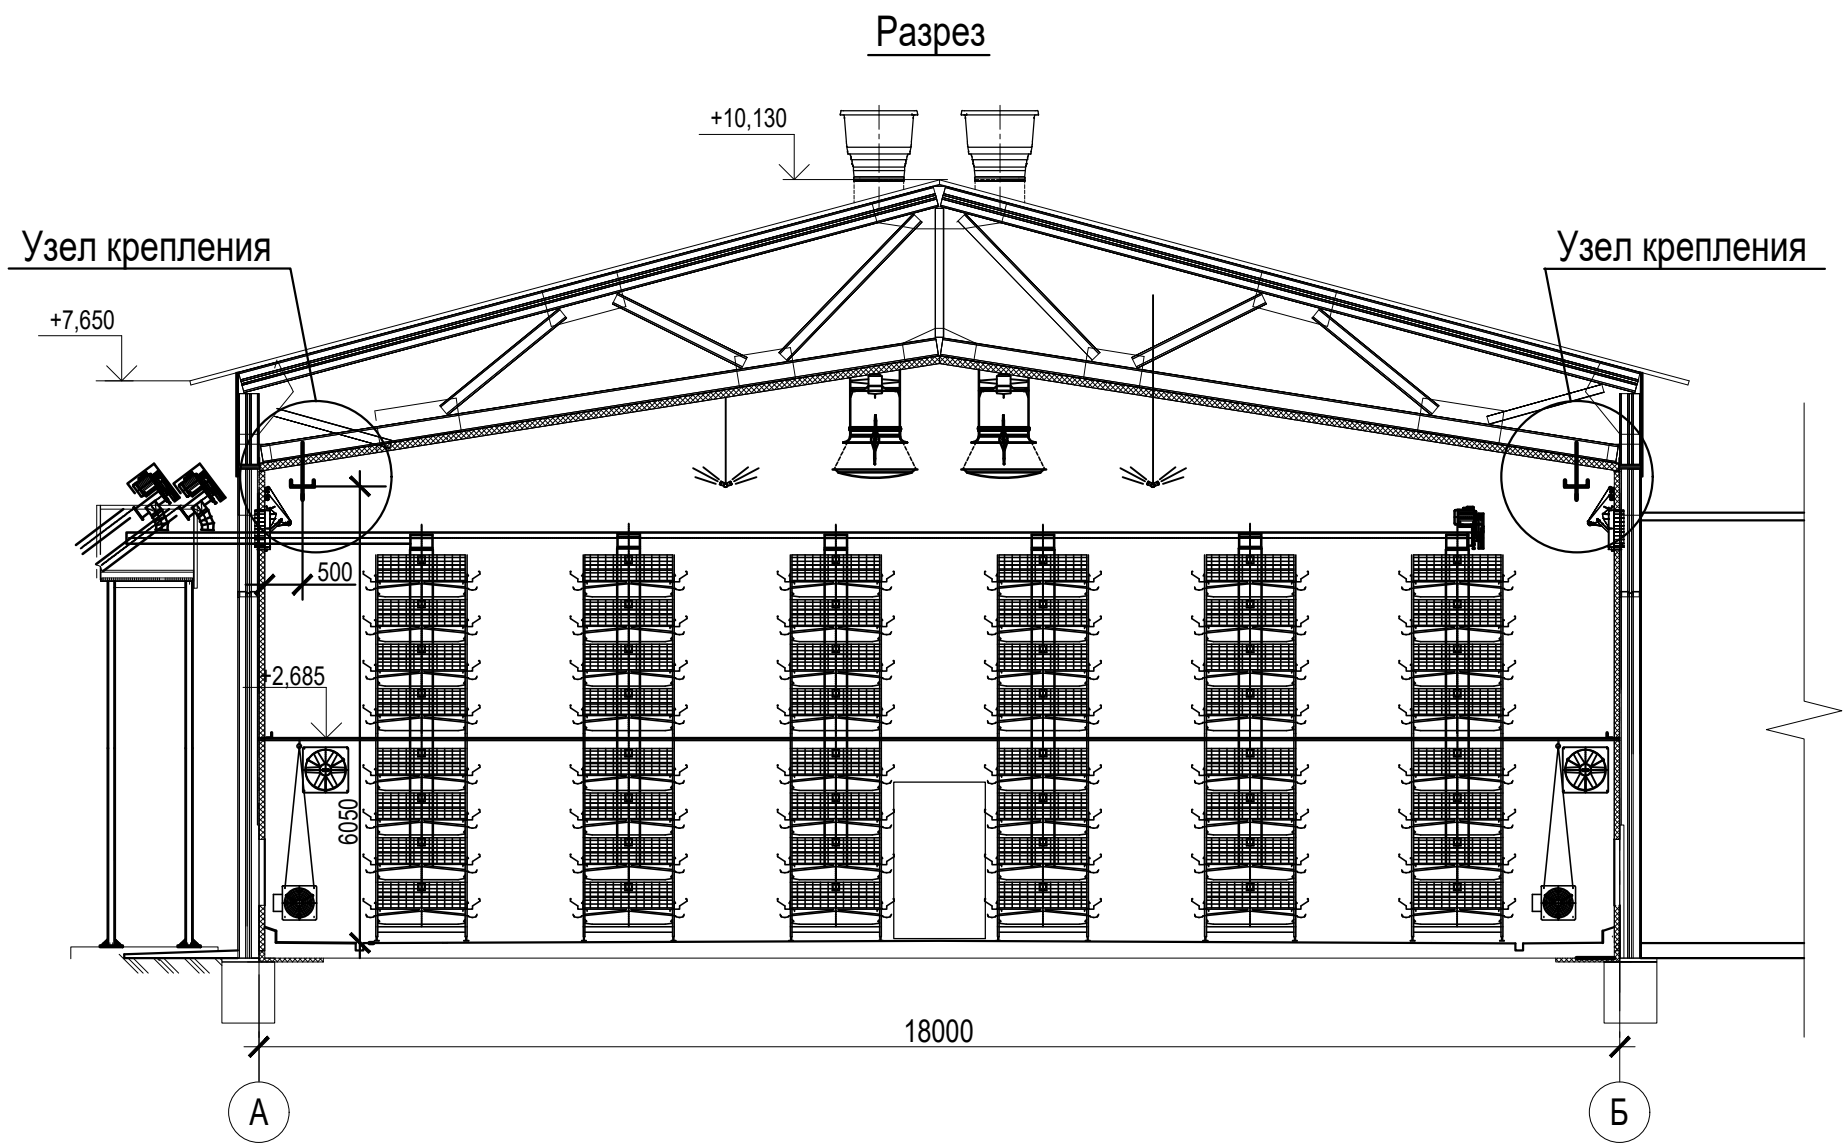 Разрез
+10,130
Узел крепления
Узел крепления
+7,650
500
+2,685
6050
18000
А
Б